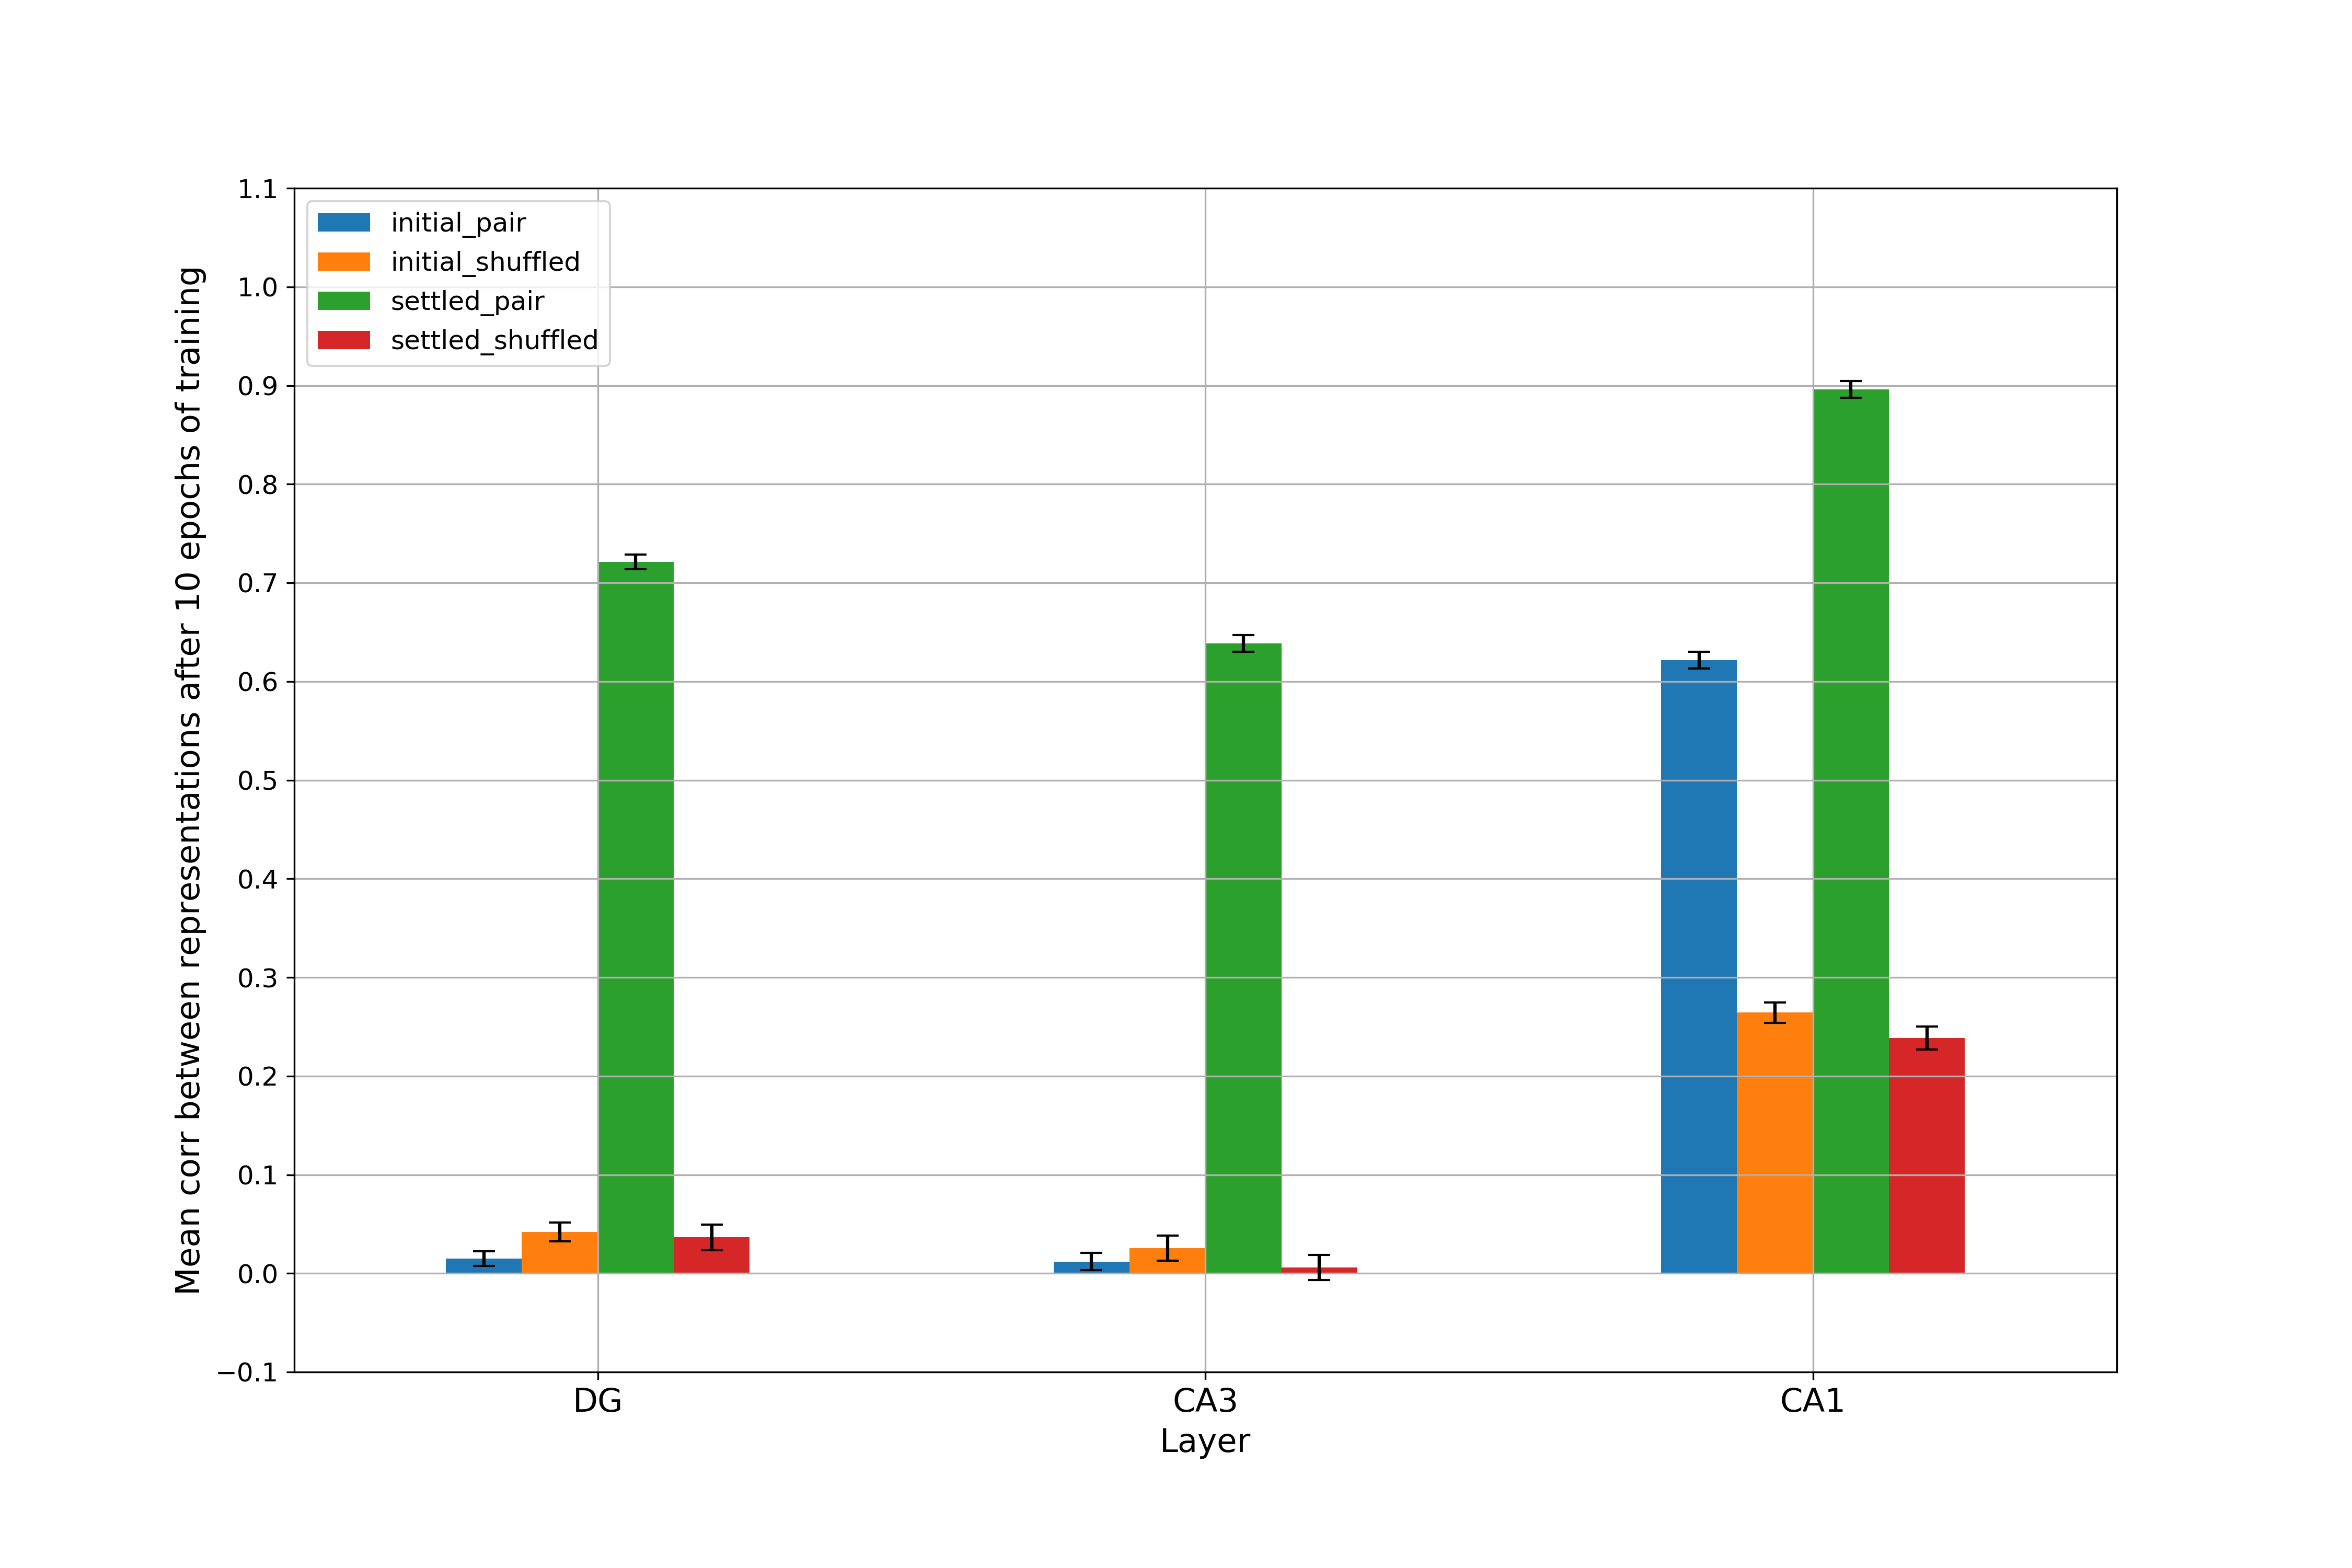 1.1
1.0
0.9
0.8
0.7
0.6
0.5
0.4
0.3
0.2
0.1
0.0
−0.1
Mean corr between representations after 10 epochs of training
initial_pair
initial_shuffled
settled_pair
settled_shuffled
DG CA3 CA1
Layer